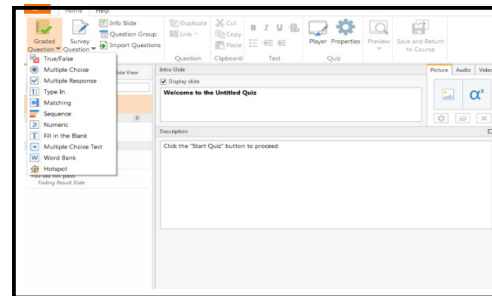 Home Help
Graded Question
Survey Question
Info Slide
Question Group
Import Questions
Duplicate
Link
Question
Cut
Copy
Paste
Clipboard
B I U
Text
Player
Properties
Quiz
Preview
Save and Return to Course
True/False
Multiple Choice
Multiple Response
Type In
Matching
Sequence
Numeric
Fill in the Blank
Multiple Choice Text
Word Bank
Hotspot
Slide View
Intro Slide
Display slide
Welcome to the Untitled Quiz
Description
Click the "Start Quiz" button to proceed
Picture Audio Video
Failing Result Slide